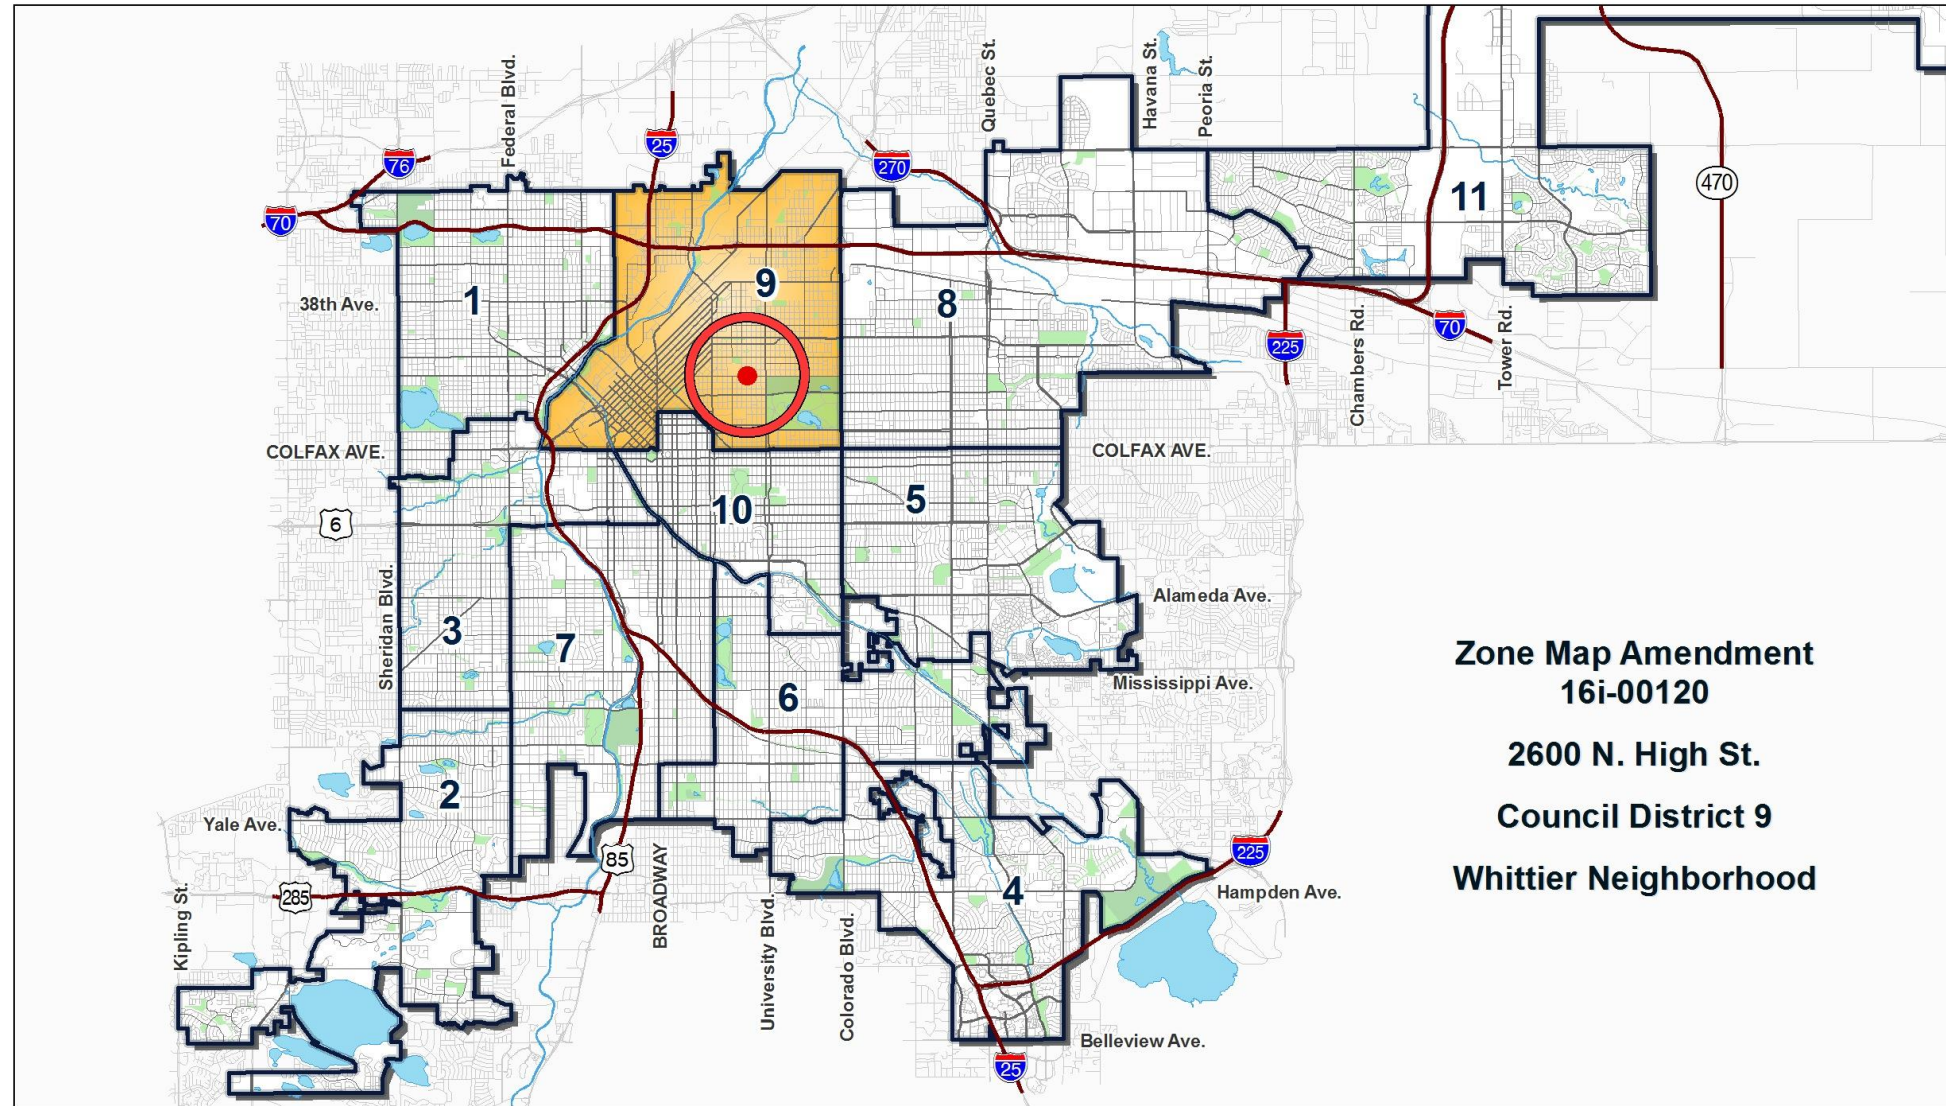 Federal Blvd.
Quebec St.
Havana St.
Peoria St.
25
76
270
470
70
11
9
1
8
38th Ave.
225
Chambers Rd.
70
Tower Rd.
COLFAX AVE.
COLFAX AVE.
10
5
6
Sheridan Blvd.
3
7
Alameda Ave.
6
Mississippi Ave.
Zone Map Amendment
16i-00120
2600 N. High St.
Council District 9
Whittier Neighborhood
2
Yale Ave.
85
225
285
4
Hampden Ave.
Kipling St.
BROADWAY
University Blvd.
Colorado Blvd.
Belleview Ave.
25